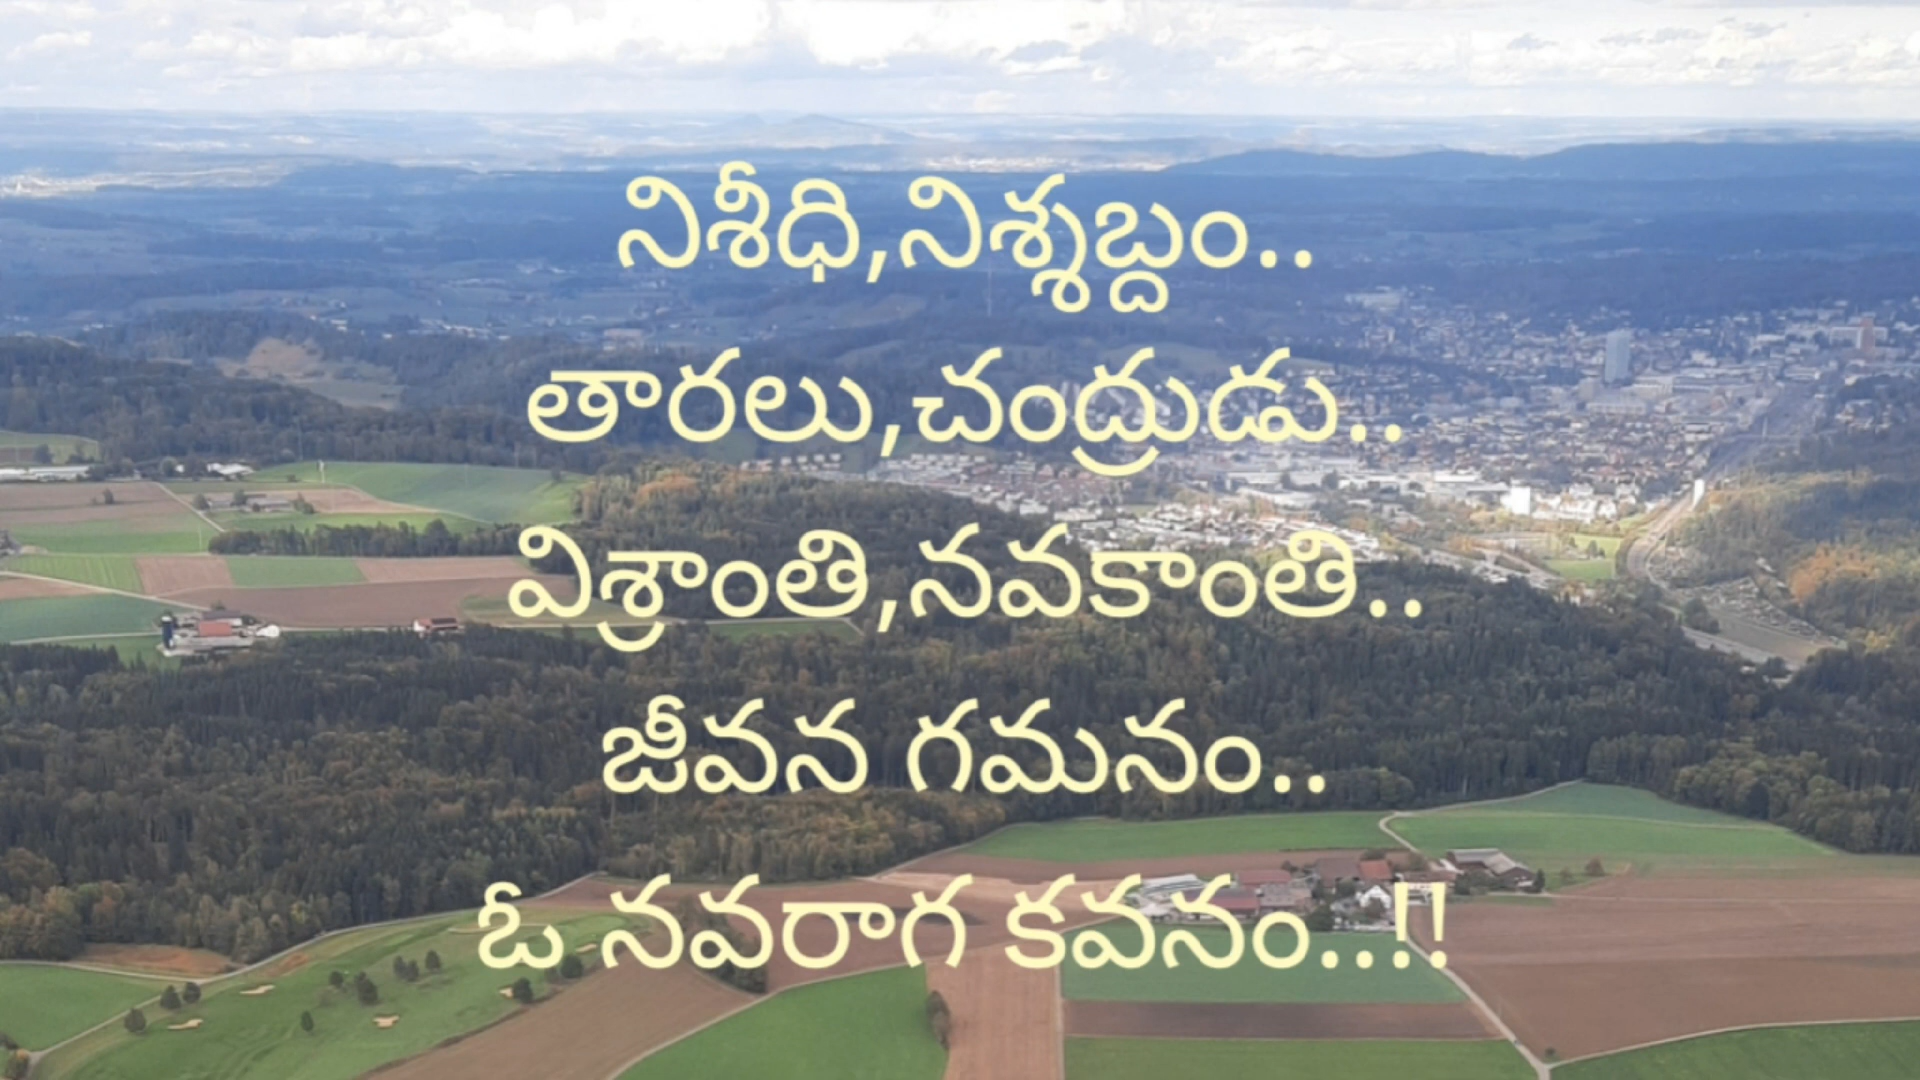 నిశీధి,నిశ్శబ్దం..
తారలు,చంద్రుడు..
విశ్రాంతి,నవకాంతి..
జీవన గమనం..
ఓ నవరాగ కవనం..!!